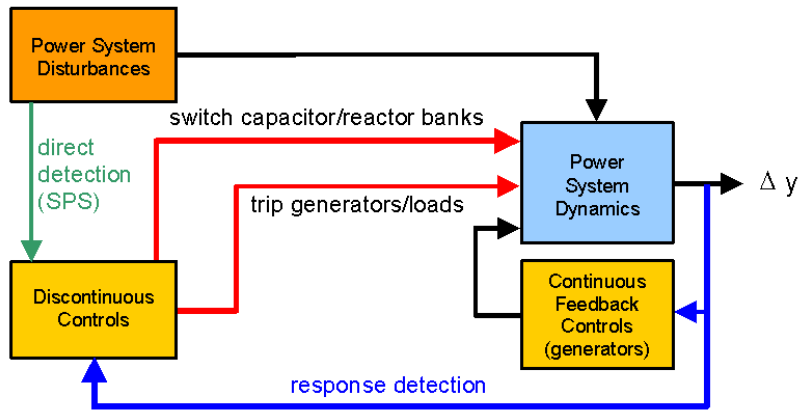 Power System
Disturbances
switch capacitor/reactor banks
direct
detection
(SPS)
trip generators/loads
Power
System
Dynamics
Δ y
Discontinuous
Controls
Continuous
Feedback
Controls
(generators)
response detection